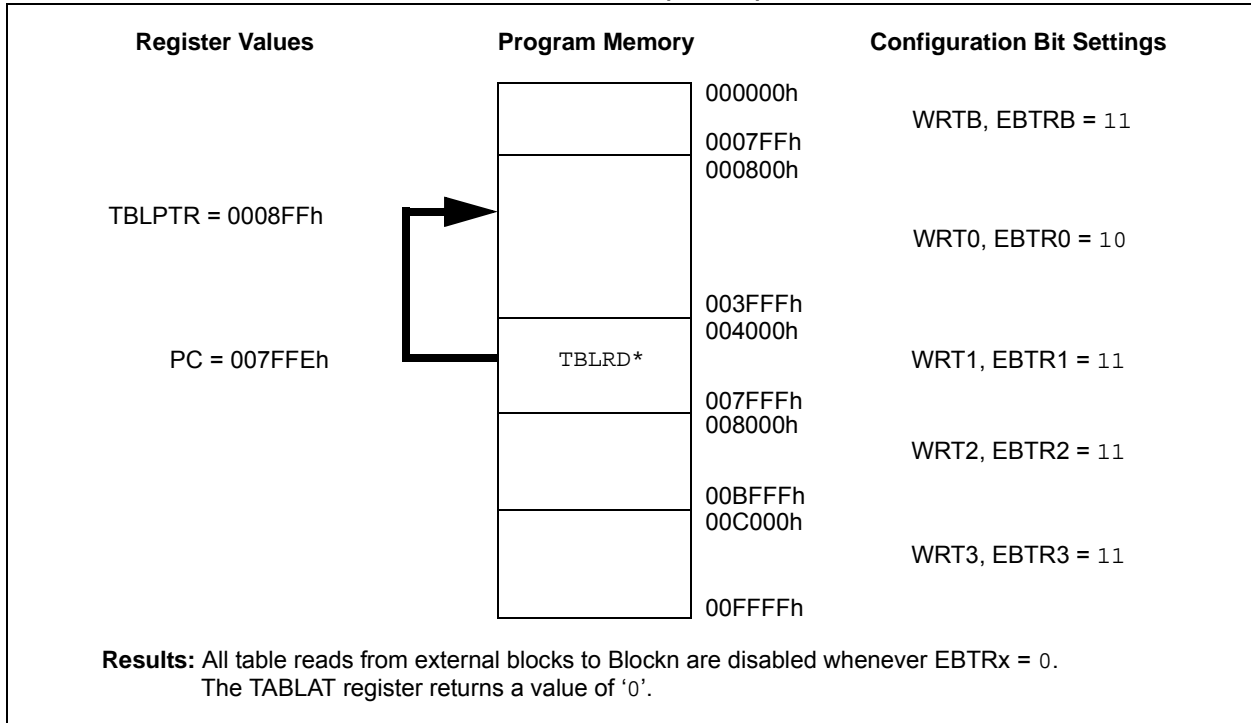 Register Values Program Memory Configuration Bit Settings
000000h
WRTB, EBTRB = 11
0007FFh
000800h
TBLPTR = 0008FFh
WRT0, EBTR0 = 10
003FFFh
004000h
PC = 007FFEh TBLRD* WRT1, EBTR1 = 11
007FFFh
008000h
WRT2, EBTR2 = 11
00BFFFh
00C000h
WRT3, EBTR3 = 11
00FFFFh
Results: All table reads from external blocks to Blockn are disabled whenever EBTRx = 0.
The TABLAT register returns a value of ‘0’.